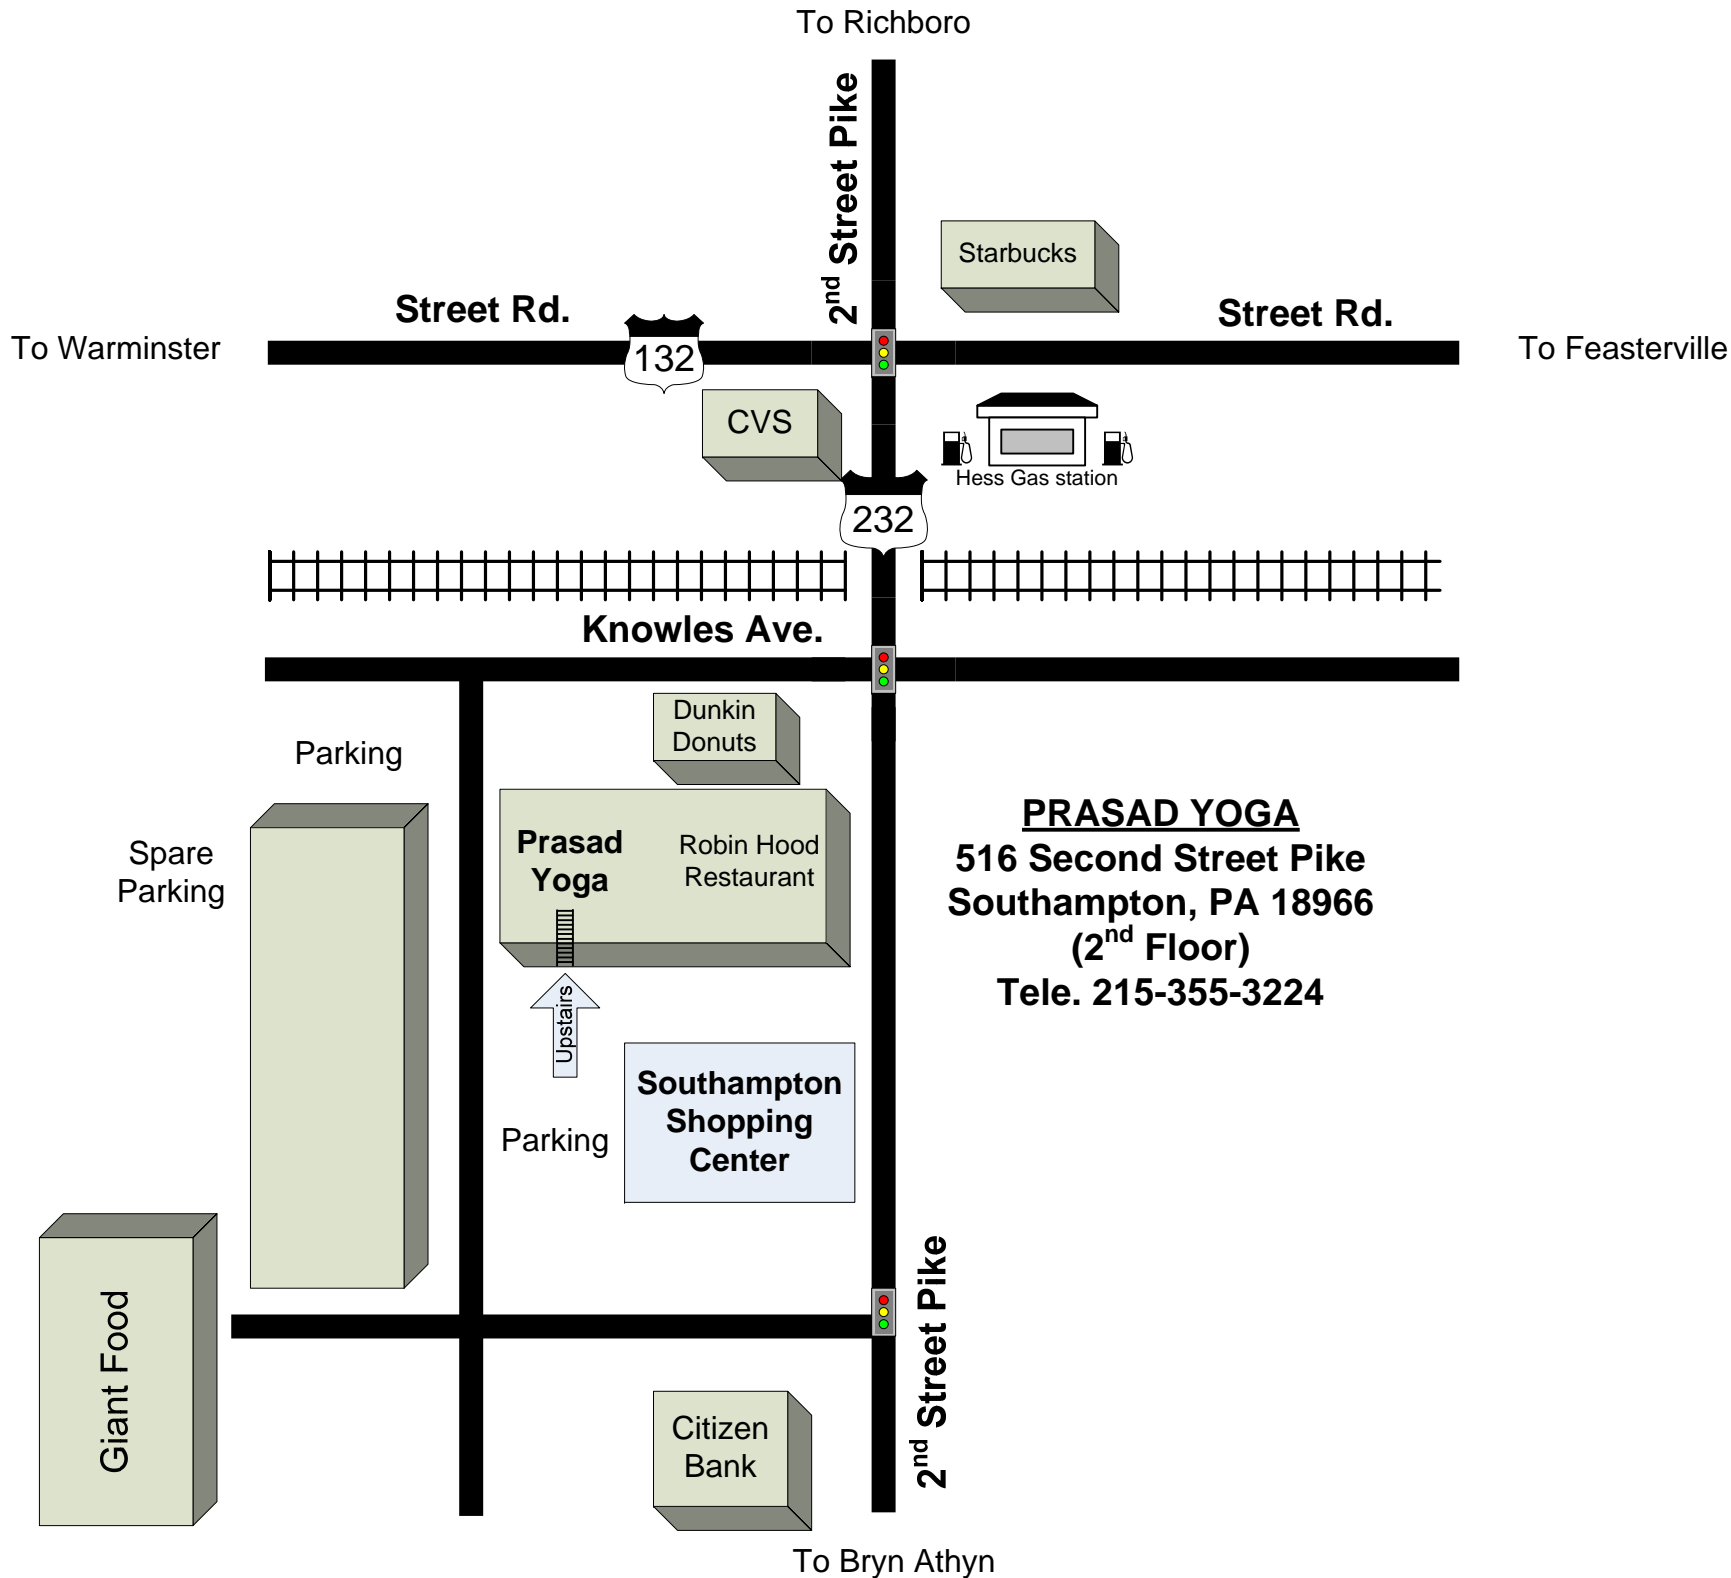 To Richboro
2nd Street Pike
Starbucks
Street Rd.
Street Rd.
To Warminster
132
To Feasterville
CVS
Hess Gas station
232
Knowles Ave.
Dunkin
Donuts
Parking
Spare
Parking
Prasad
Yoga
Robin Hood
Restaurant
PRASAD YOGA
516 Second Street Pike
Southampton, PA 18966
(2nd Floor)
Tele. 215-355-3224
Upstairs
Southampton
Shopping
Center
Parking
Giant Food
2nd Street Pike
Citizen
Bank
To Bryn Athyn